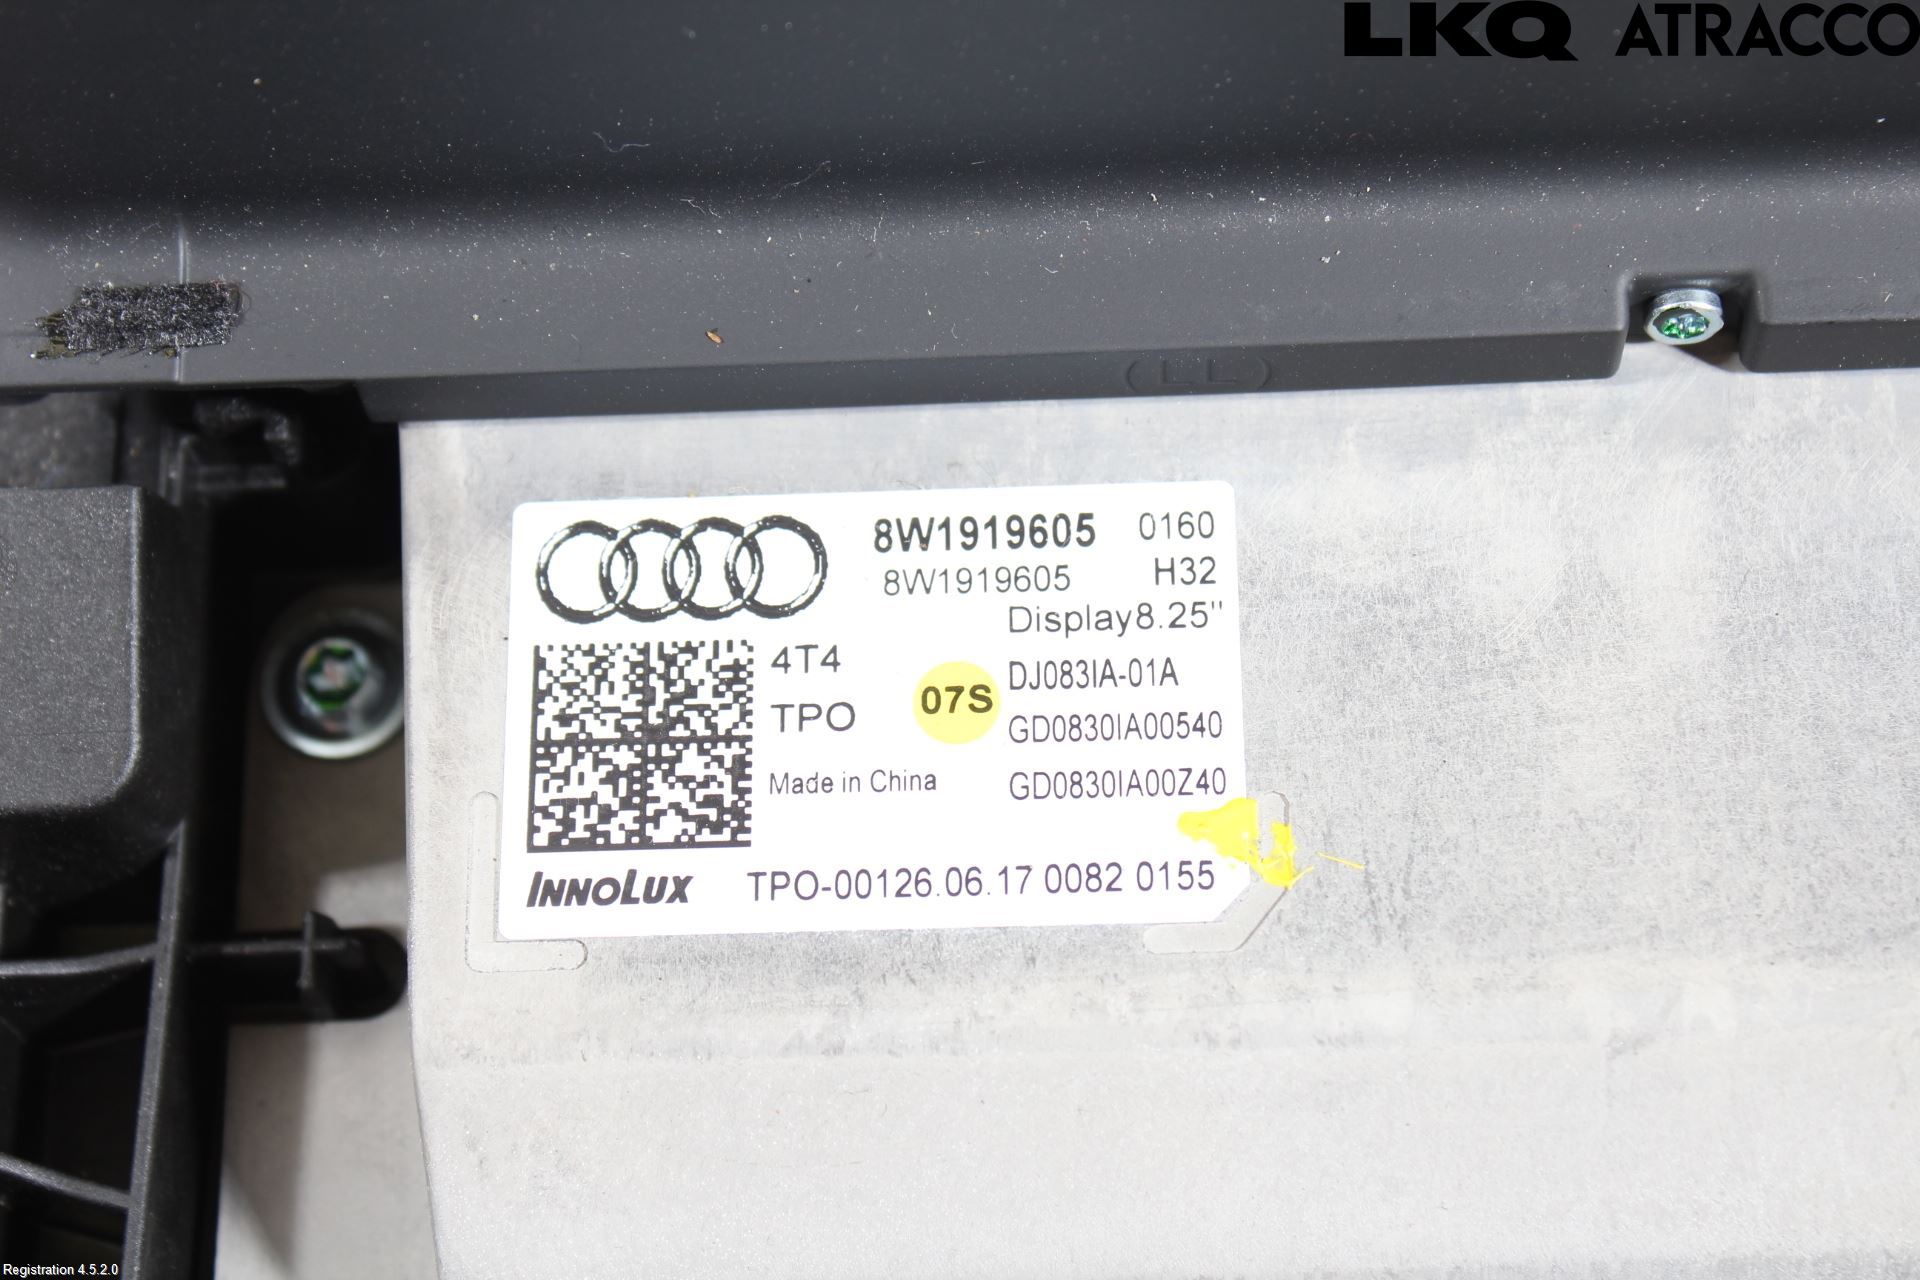 LKQ ATRACCO
LL
8W1919605 0160
8W1919605 H32
Display8.25"
4T4
07S
DJ083IA-01A
TPO
GD0830IA00540
Made in China
GD0830IA00Z40
INNOLUX TPO-00126.06.17 0082 0155
Registration 4.5.2.0